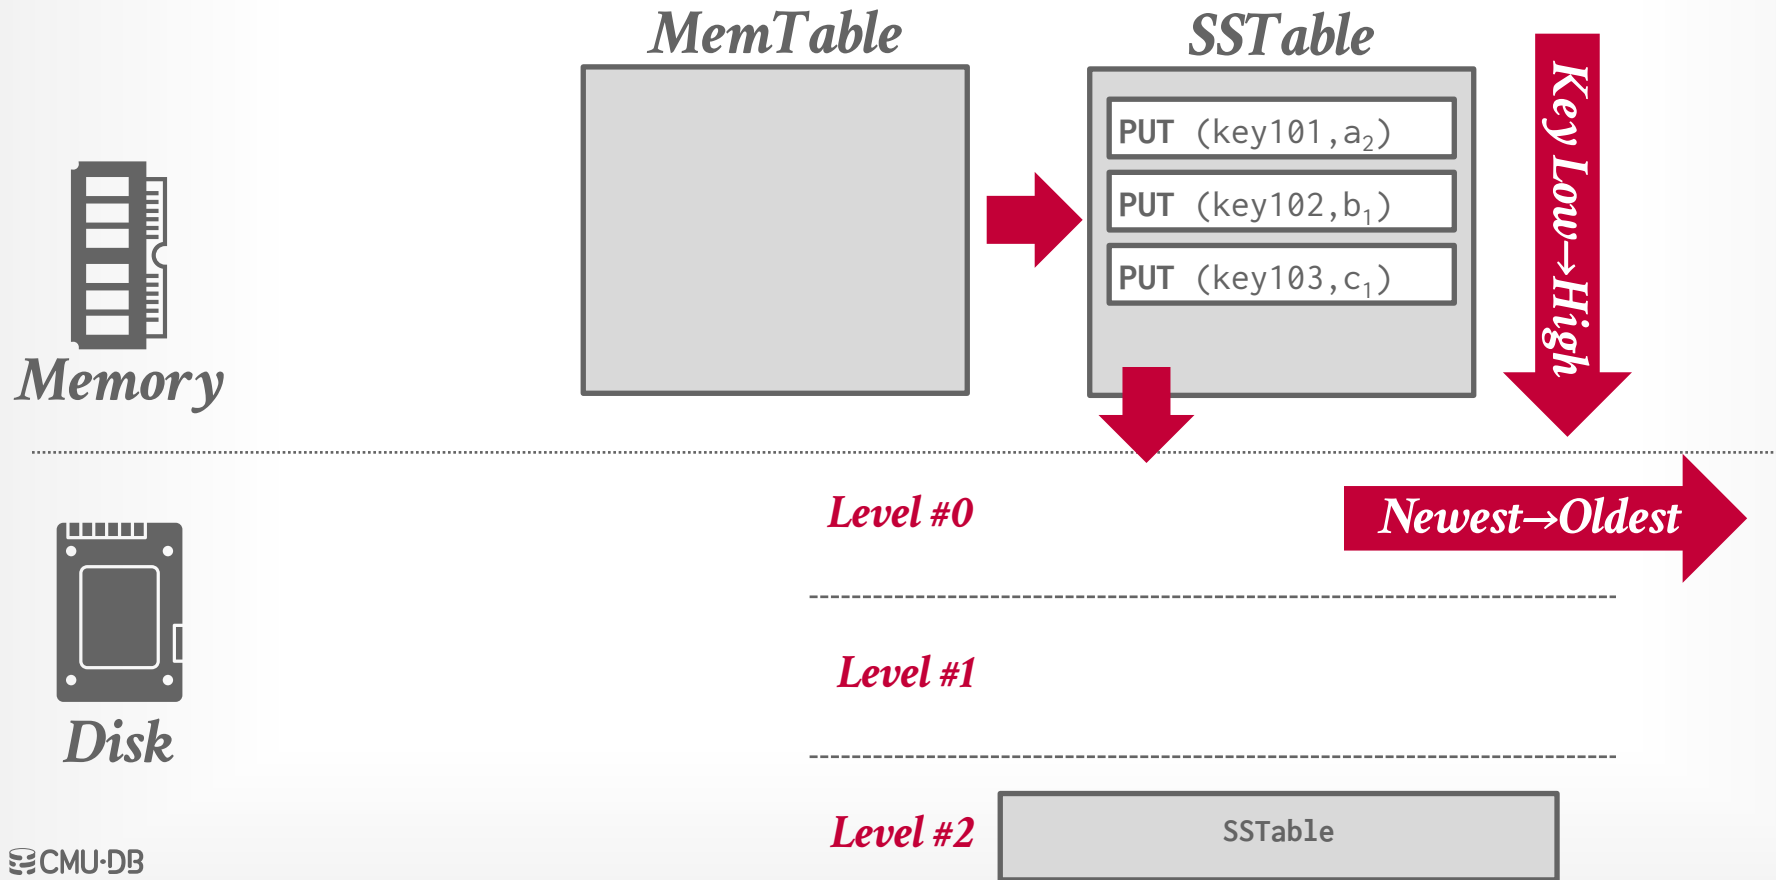 MemTable
SSTable
PUT (key101,a₂)
PUT (key102,b₁)
PUT (key103,c₁)
Key Low→High
Memory
Level #0
Newest→Oldest
Level #1
Disk
Level #2
SSTable
CMU·DB